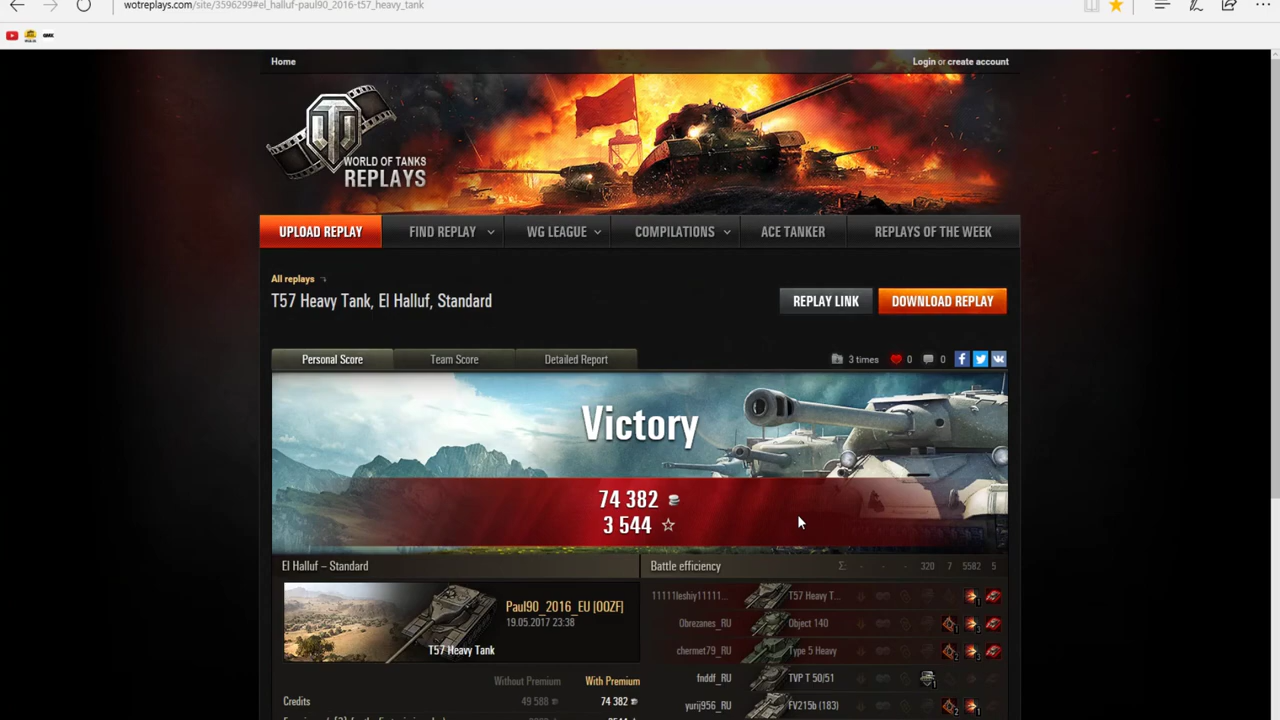 wotreplays.com/site/3596299#el_halluf-paul90_2016-t57_heavy_tank
Home
Login or create account
WORLD OF TANKS
REPLAYS
UPLOAD REPLAY
FIND REPLAY
WG LEAGUE
COMPILATIONS
ACE TANKER
REPLAYS OF THE WEEK
All replays
T57 Heavy Tank, El Halluf, Standard
REPLAY LINK
DOWNLOAD REPLAY
Personal Score
Team Score
Detailed Report
3 times
0
0
Victory
74 382
3 544
El Halluf – Standard
Battle efficiency
Σ: - - - 320 7 5582 5
Paul90_2016_EU [OOZF]
19.05.2017 23:38
T57 Heavy Tank
11111leshiy11111... T57 Heavy T...
Obrezanes_RU Object 140
chermet79_RU Type 5 Heavy
fnddf_RU TVP T 50/51
yurij956_RU FV215b (183)
Without Premium With Premium
Credits 49 588 74 382